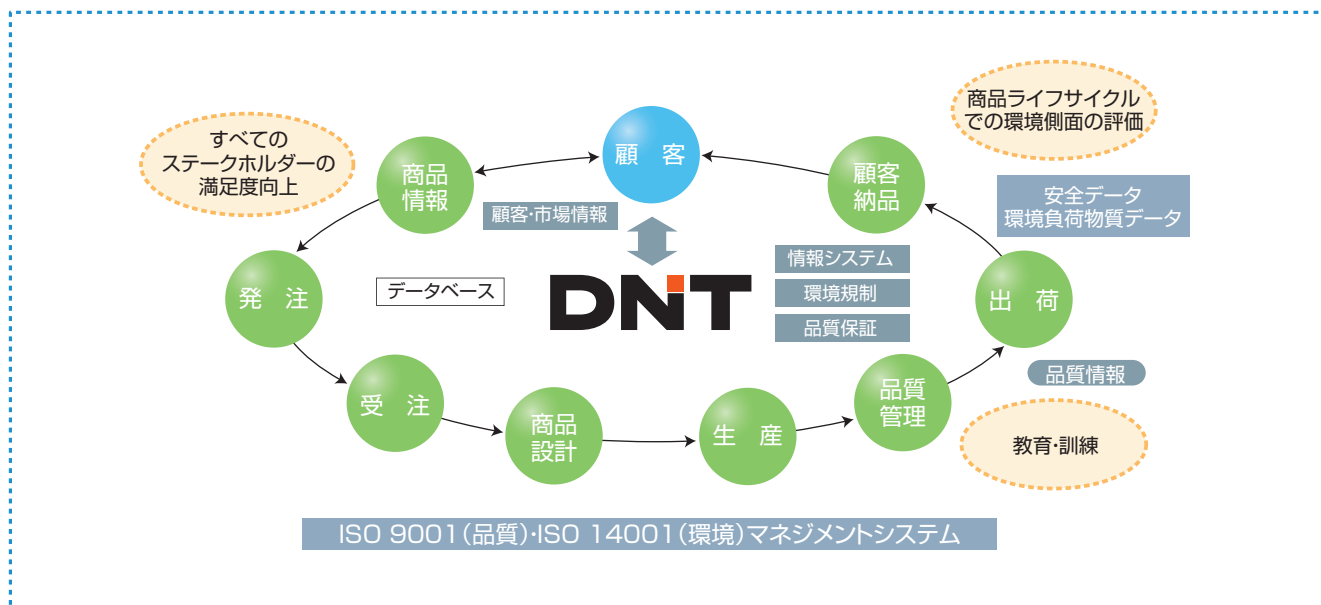 商品ライフサイクル
での環境側面の評価
すべての
ステークホルダーの
満足度向上
顧 客
商品
情報
顧客
納品
安全データ
環境負荷物質データ
顧客・市場情報
情報システム
データベース
DNT
環境規制
品質保証
発 注
出 荷
品質情報
受 注
品質
管理
商品
設計
生 産
教育・訓練
ISO 9001(品質)・ISO 14001(環境)マネジメントシステム